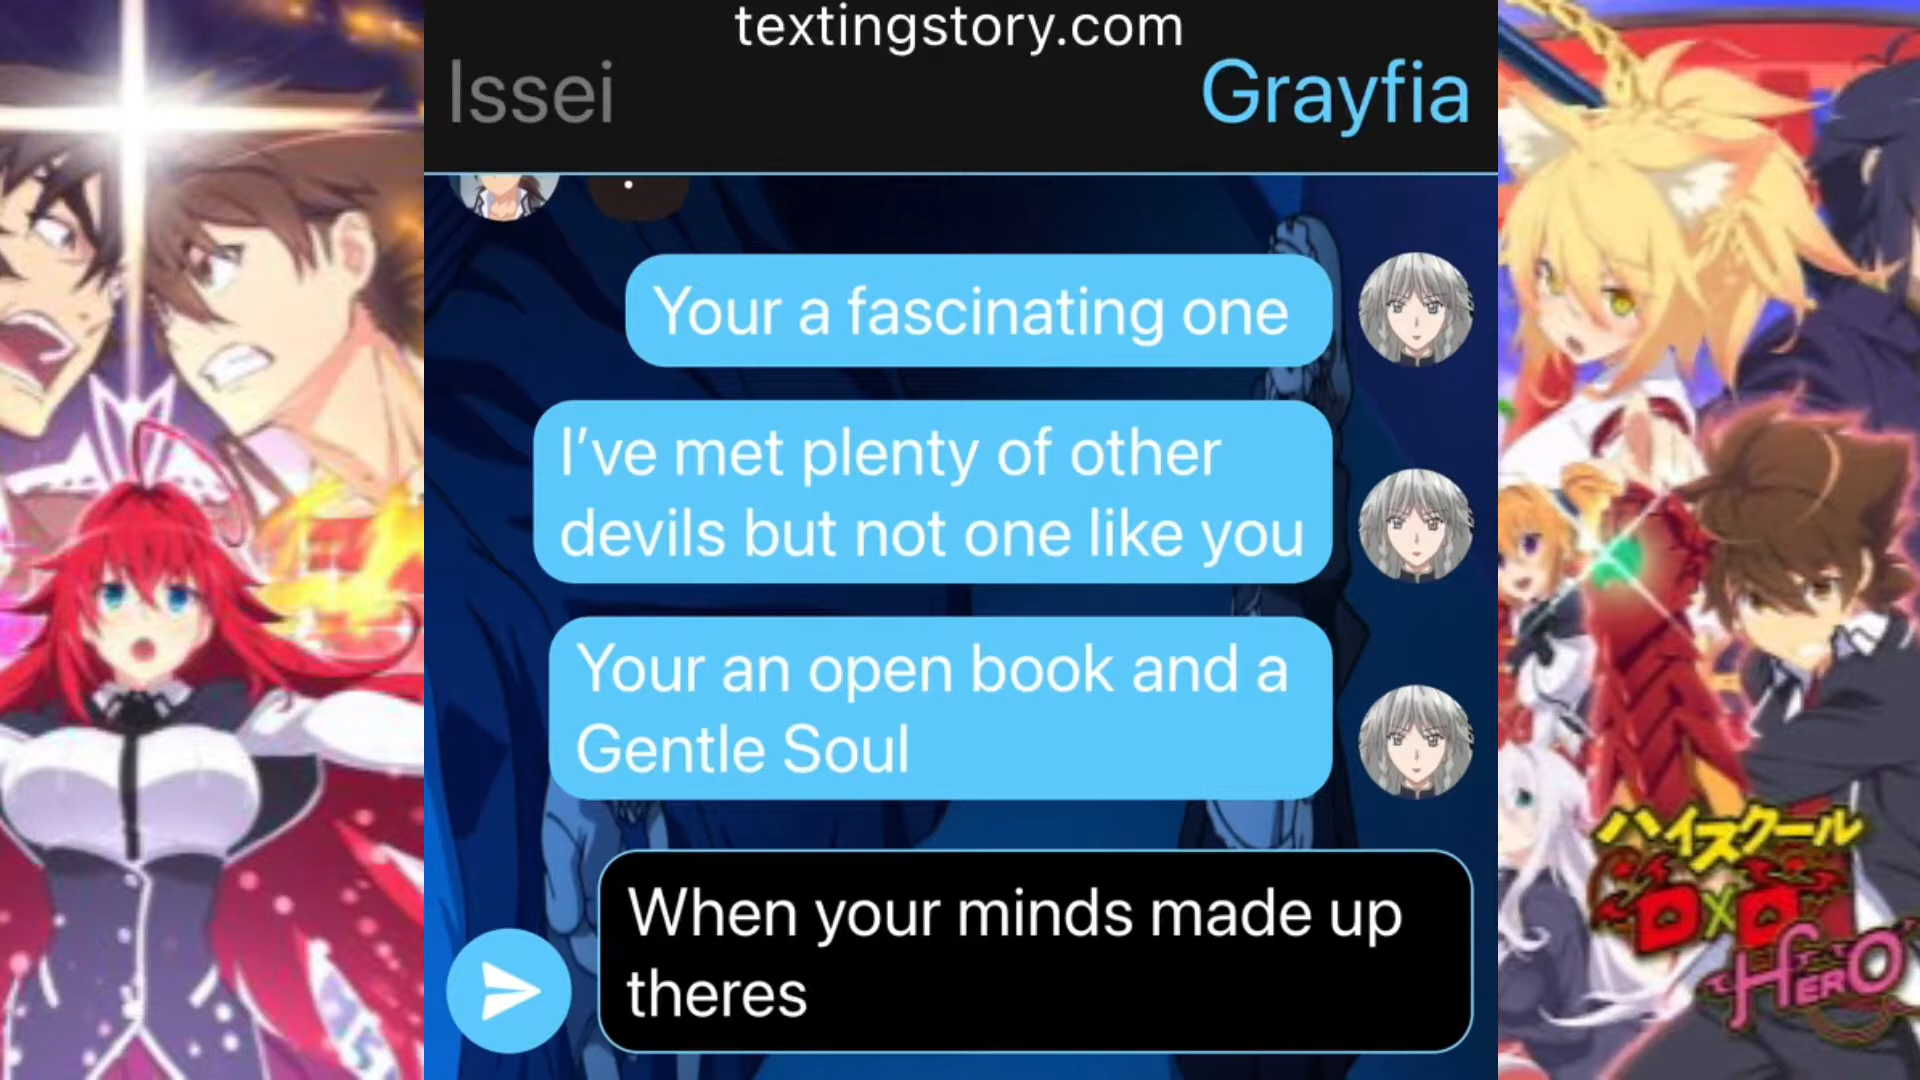 textingstory.com
Issei
Grayfia
Your a fascinating one
I’ve met plenty of other
devils but not one like you
Your an open book and a
Gentle Soul
When your minds made up
theres
ハイスクール
D×D
HERO